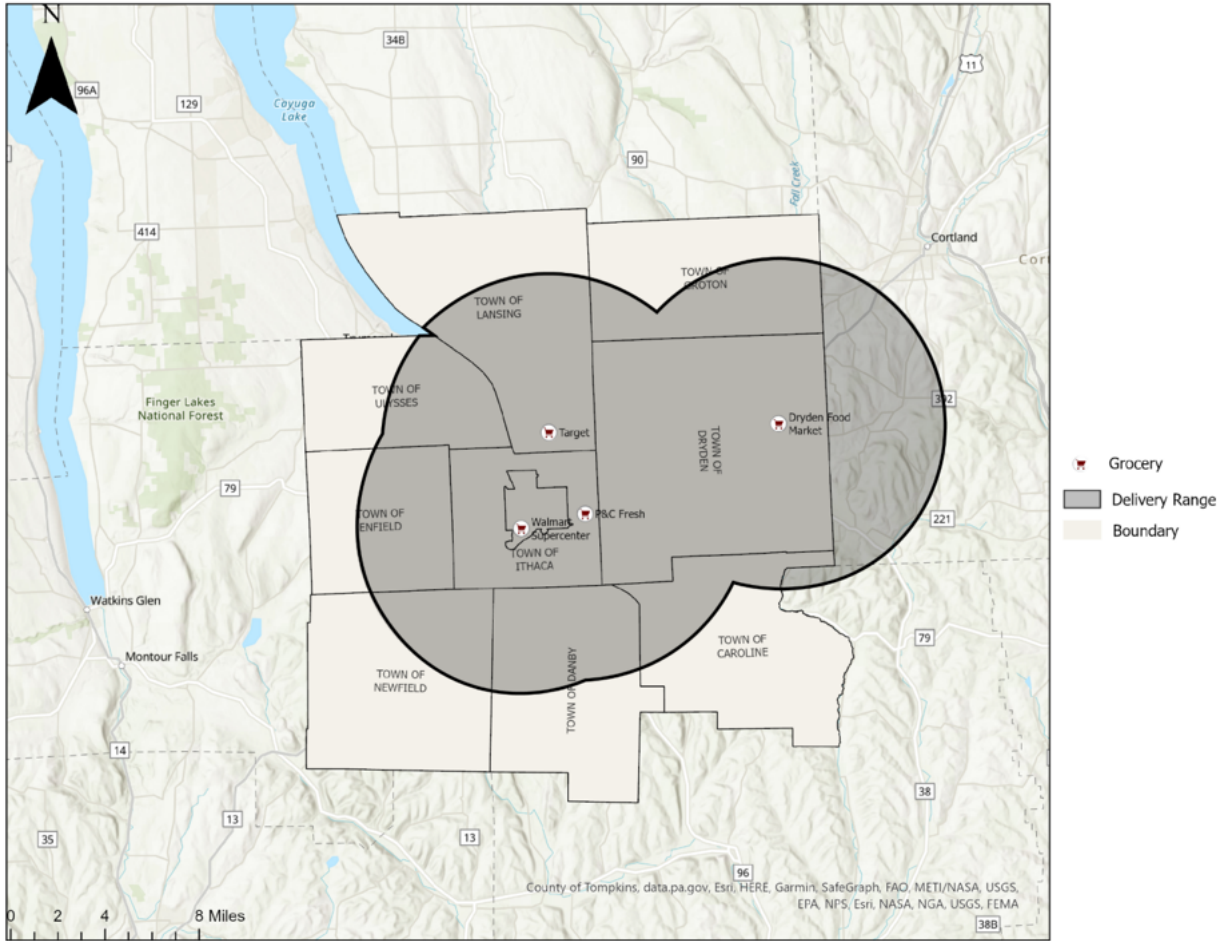 N
34B
11
96A
129
Cayuga
Lake
90
Fall Creek
414
Cortland
TOWN OF
GROTON
TOWN OF
LANSING
TOWN OF
ULYSSES
392
Finger Lakes
National Forest
Dryden Food
Market
Target
TOWN OF
DRYDEN
Grocery
79
Delivery Range
TOWN OF
ENFIELD
P&C Fresh
Walmart
Supercenter
221
Boundary
TOWN OF
ITHACA
Watkins Glen
79
TOWN OF
CAROLINE
Montour Falls
TOWN OF
NEWFIELD
TOWN OF DANBY
14
38
13
13
35
96
County of Tompkins, data.pa.gov, Esri, HERE, Garmin, SafeGraph, FAO, METI/NASA, USGS,
EPA, NPS, Esri, NASA, NGA, USGS, FEMA
0 2 4 8 Miles
38B